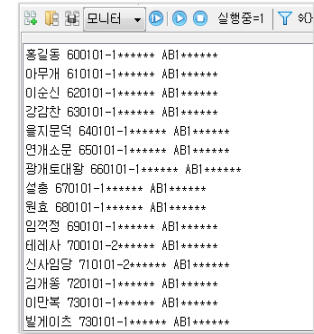 모니터 실행중=1 ${}
홍길동 600101-1****** AB1******
아무개 610101-1****** AB1******
이순신 620101-1****** AB1******
강감찬 630101-1****** AB1******
을지문덕 640101-1****** AB1******
연개소문 650101-1****** AB1******
광개토대왕 660101-1****** AB1******
설총 670101-1****** AB1******
원효 680101-1****** AB1******
임꺽정 690101-1****** AB1******
테레사 700101-2****** AB1******
신사임당 710101-2****** AB1******
김개똥 720101-1****** AB1******
이만복 730101-1****** AB1******
빌게이츠 730101-1****** AB1******